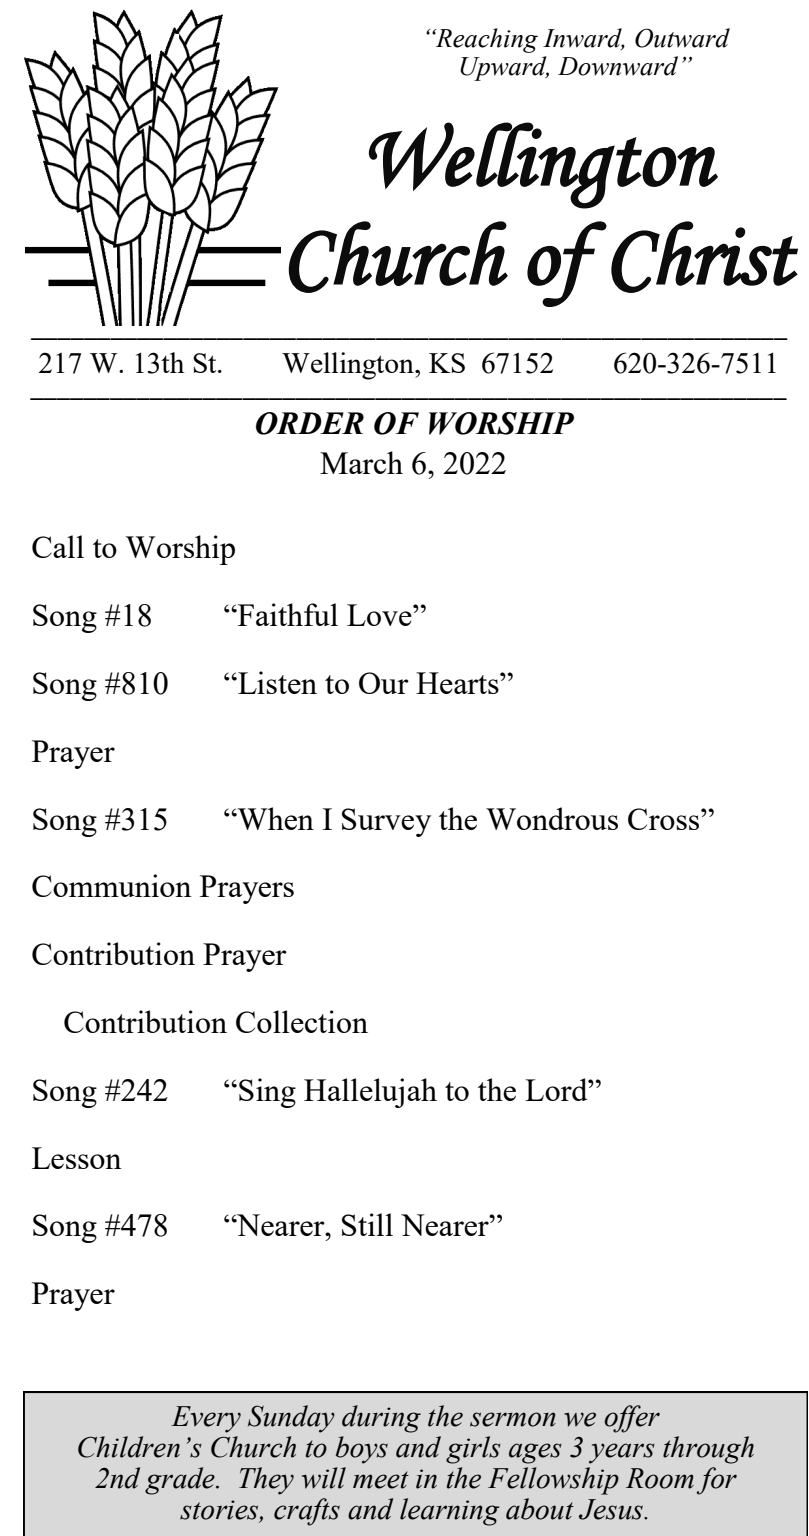 “Reaching Inward, Outward
Upward, Downward”
Wellington
Church of Christ
217 W. 13th St. Wellington, KS 67152 620-326-7511
ORDER OF WORSHIP
March 6, 2022
Call to Worship
Song #18 “Faithful Love”
Song #810 “Listen to Our Hearts”
Prayer
Song #315 “When I Survey the Wondrous Cross”
Communion Prayers
Contribution Prayer
Contribution Collection
Song #242 “Sing Hallelujah to the Lord”
Lesson
Song #478 “Nearer, Still Nearer”
Prayer
Every Sunday during the sermon we offer
Children’s Church to boys and girls ages 3 years through
2nd grade. They will meet in the Fellowship Room for
stories, crafts and learning about Jesus.